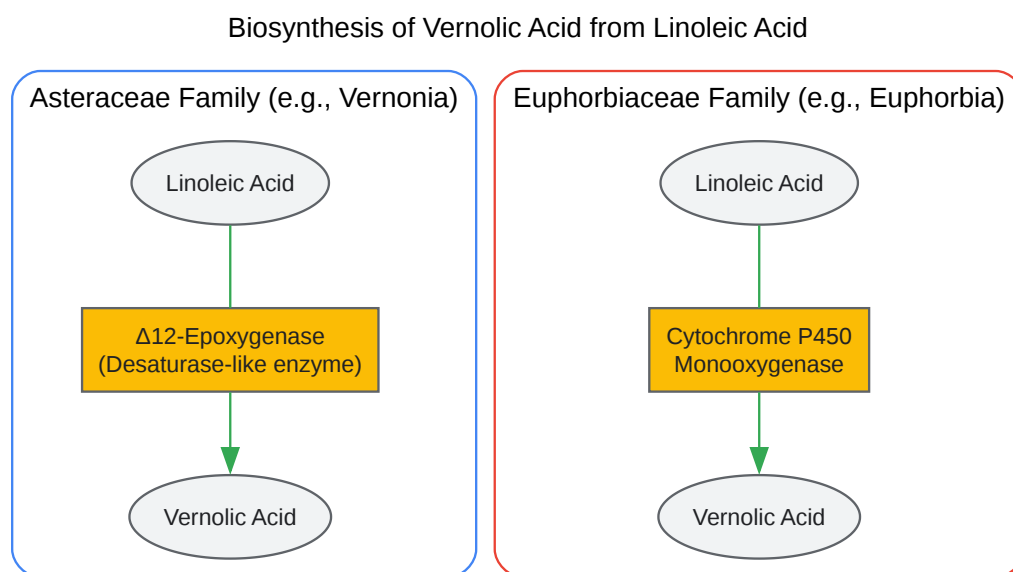 Biosynthesis of Vernolic Acid from Linoleic Acid
Asteraceae Family (e.g., Vernonia)
Linoleic Acid
Δ12-Epoxygenase
(Desaturase-like enzyme)
Vernolic Acid
Euphorbiaceae Family (e.g., Euphorbia)
Linoleic Acid
Cytochrome P450
Monooxygenase
Vernolic Acid